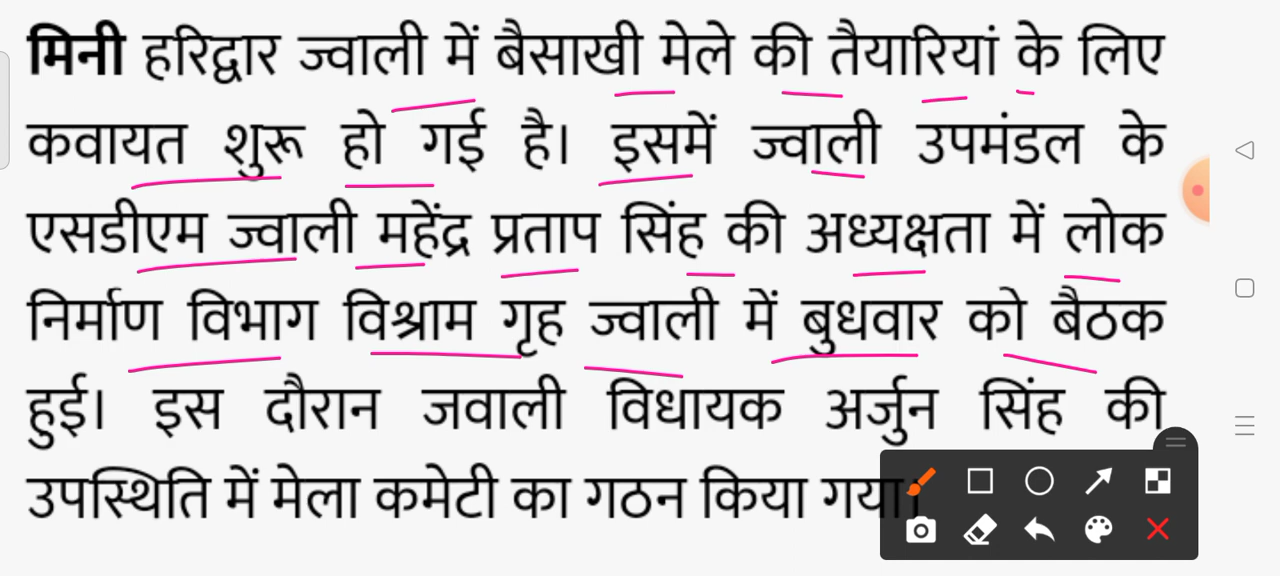 मिनी हरिद्वार ज्वाली में बैसाखी मेले की तैयारियां के लिए
कवायत शुरू हो गई है। इसमें ज्वाली उपमंडल के
एसडीएम ज्वाली महेंद्र प्रताप सिंह की अध्यक्षता में लोक
निर्माण विभाग विश्राम गृह ज्वाली में बुधवार को बैठक
हुई। इस दौरान जवाली विधायक अर्जुन सिंह की
उपस्थिति में मेला कमेटी का गठन किया गया।